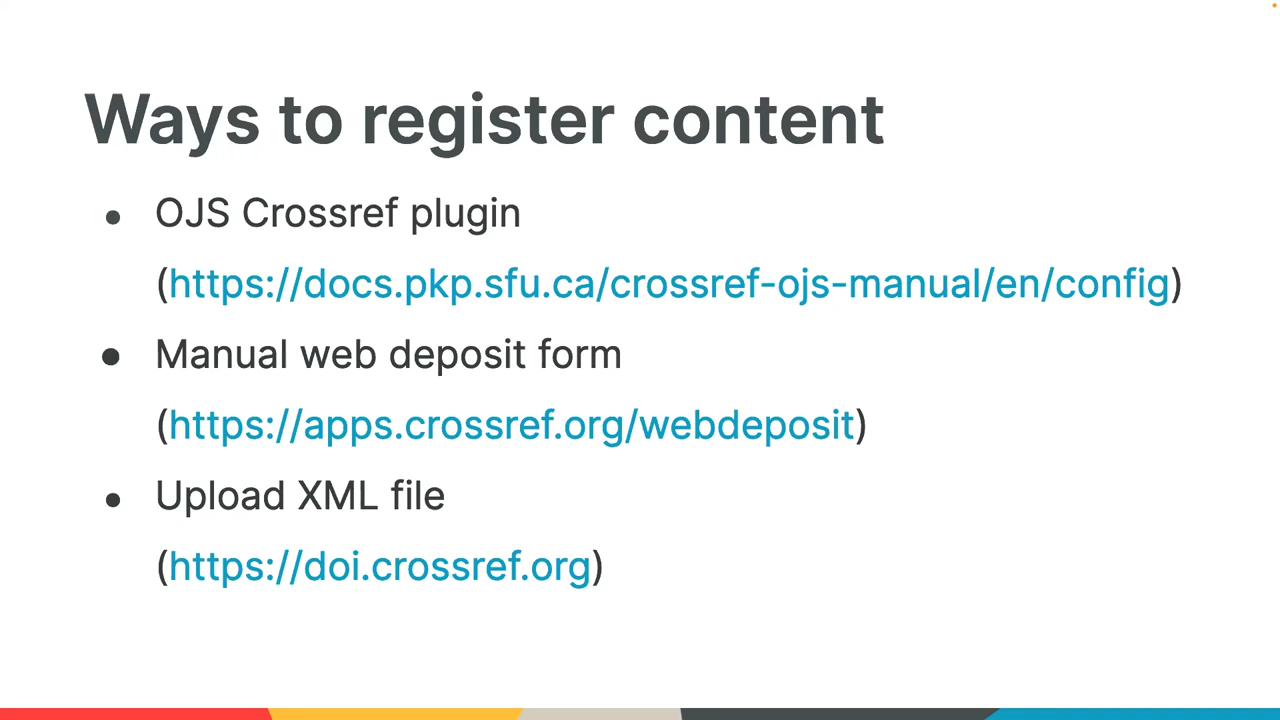 Ways to register content
● OJS Crossref plugin
(https://docs.pkp.sfu.ca/crossref-ojs-manual/en/config)
● Manual web deposit form
(https://apps.crossref.org/webdeposit)
● Upload XML file
(https://doi.crossref.org)